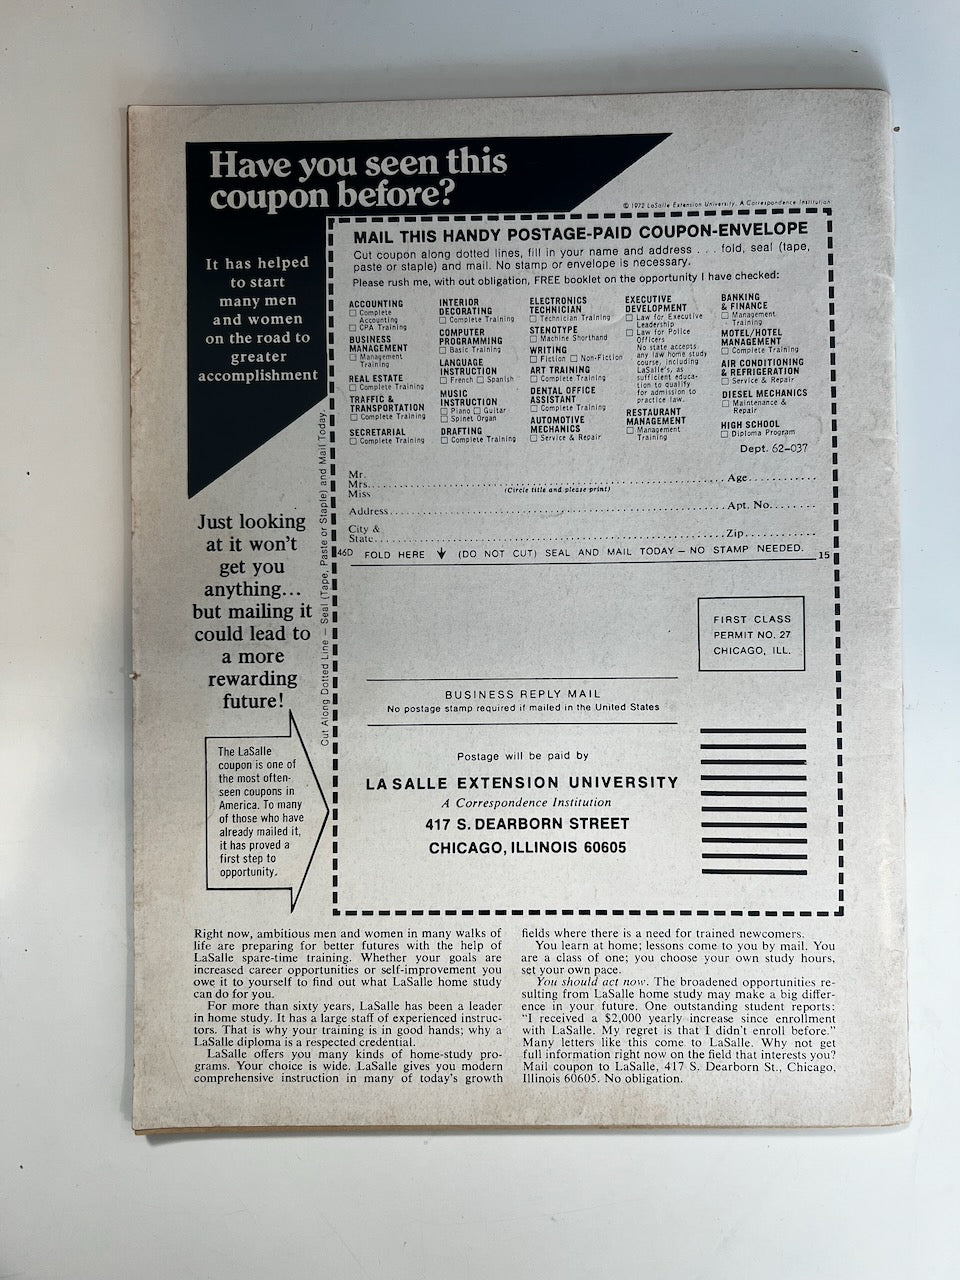 Have you seen this
coupon before?
© 1972 LaSalle Extension University, A Correspondence Institution
It has helped
to start
many men
and women
on the road to
greater
accomplishment
Just looking
at it won't
get you
anything...
but mailing it
could lead to
a more
rewarding
future!
The LaSalle
coupon is one of
the most often-
seen coupons in
America. To many
of those who have
already mailed it,
it has proved a
first step to
opportunity.
Cut Along Dotted Line — Seal (Tape, Paste or Staple) and Mail Today.
MAIL THIS HANDY POSTAGE-PAID COUPON-ENVELOPE
Cut coupon along dotted lines, fill in your name and address . . . fold, seal (tape,
paste or staple) and mail. No stamp or envelope is necessary.
Please rush me, with out obligation, FREE booklet on the opportunity I have checked:
ACCOUNTING
☐ Complete
Accounting
☐ CPA Training
BUSINESS
MANAGEMENT
☐ Management
Training
REAL ESTATE
☐ Complete Training
TRAFFIC &
TRANSPORTATION
☐ Complete Training
SECRETARIAL
☐ Complete Training
INTERIOR
DECORATING
☐ Complete Training
COMPUTER
PROGRAMMING
☐ Basic Training
LANGUAGE
INSTRUCTION
☐ French ☐ Spanish
MUSIC
INSTRUCTION
☐ Piano ☐ Guitar
☐ Spinet Organ
DRAFTING
☐ Complete Training
ELECTRONICS
TECHNICIAN
☐ Technician Training
STENOTYPE
☐ Machine Shorthand
WRITING
☐ Fiction ☐ Non-Fiction
ART TRAINING
☐ Complete Training
DENTAL OFFICE
ASSISTANT
☐ Complete Training
AUTOMOTIVE
MECHANICS
☐ Service & Repair
EXECUTIVE
DEVELOPMENT
☐ Law for Executive
Leadership
☐ Law for Police
Officers
No state accepts
any law home study
course, including
LaSalle's, as
sufficient educa-
tion to qualify
for admission to
practice law.
RESTAURANT
MANAGEMENT
☐ Management
Training
BANKING
& FINANCE
☐ Management
Training
MOTEL/HOTEL
MANAGEMENT
☐ Complete Training
AIR CONDITIONING
& REFRIGERATION
☐ Service & Repair
DIESEL MECHANICS
☐ Maintenance &
Repair
HIGH SCHOOL
☐ Diploma Program
Dept. 62-037
Mr.
Mrs. Age
Miss (Circle title and please print)
Address Apt. No.
City &
State Zip
46D FOLD HERE ↓ (DO NOT CUT) SEAL AND MAIL TODAY — NO STAMP NEEDED. 15
FIRST CLASS
PERMIT NO. 27
CHICAGO, ILL.
BUSINESS REPLY MAIL
No postage stamp required if mailed in the United States
Postage will be paid by
LA SALLE EXTENSION UNIVERSITY
A Correspondence Institution
417 S. DEARBORN STREET
CHICAGO, ILLINOIS 60605
Right now, ambitious men and women in many walks of
life are preparing for better futures with the help of
LaSalle spare-time training. Whether your goals are
increased career opportunities or self-improvement you
owe it to yourself to find out what LaSalle home study
can do for you.
For more than sixty years, LaSalle has been a leader
in home study. It has a large staff of experienced instruc-
tors. That is why your training is in good hands; why a
LaSalle diploma is a respected credential.
LaSalle offers you many kinds of home-study pro-
grams. Your choice is wide. LaSalle gives you modern
comprehensive instruction in many of today's growth
fields where there is a need for trained newcomers.
You learn at home; lessons come to you by mail. You
are a class of one; you choose your own study hours,
set your own pace.
You should act now. The broadened opportunities re-
sulting from LaSalle home study may make a big differ-
ence in your future. One outstanding student reports:
"I received a $2,000 yearly increase since enrollment
with LaSalle. My regret is that I didn't enroll before."
Many letters like this come to LaSalle. Why not get
full information right now on the field that interests you?
Mail coupon to LaSalle, 417 S. Dearborn St., Chicago,
Illinois 60605. No obligation.